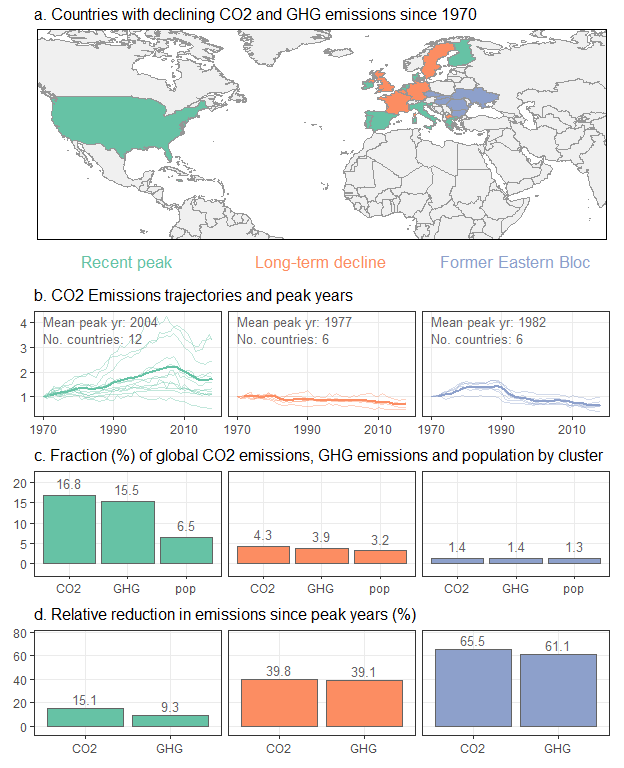 a. Countries with declining CO2 and GHG emissions since 1970
Recent peak Long-term decline Former Eastern Bloc
b. CO2 Emissions trajectories and peak years
Mean peak yr: 2004 Mean peak yr: 1977 Mean peak yr: 1982
No. countries: 12 No. countries: 6 No. countries: 6
4
3
2
1
1970 1990 2010 1970 1990 2010 1970 1990 2010
c. Fraction (%) of global CO2 emissions, GHG emissions and population by cluster
20
15
10
5
0
16.8 15.5 6.5 4.3 3.9 3.2 1.4 1.4 1.3
CO2 GHG pop CO2 GHG pop CO2 GHG pop
d. Relative reduction in emissions since peak years (%)
80
60
40
20
0
15.1 9.3 39.8 39.1 65.5 61.1
CO2 GHG CO2 GHG CO2 GHG